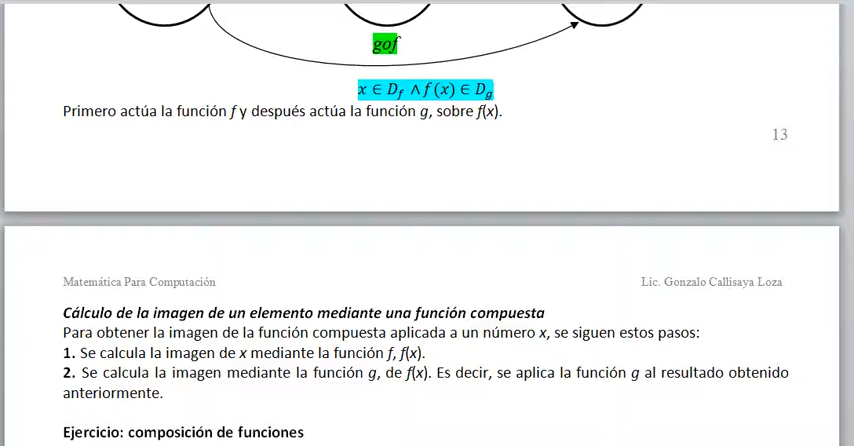 gof
x ∈ D_f ∧ f(x) ∈ D_g
Primero actúa la función f y después actúa la función g, sobre f(x).
13
Matemática Para Computación Lic. Gonzalo Callisaya Loza
Cálculo de la imagen de un elemento mediante una función compuesta
Para obtener la imagen de la función compuesta aplicada a un número x, se siguen estos pasos:
1. Se calcula la imagen de x mediante la función f, f(x).
2. Se calcula la imagen mediante la función g, de f(x). Es decir, se aplica la función g al resultado obtenido
anteriormente.
Ejercicio: composición de funciones